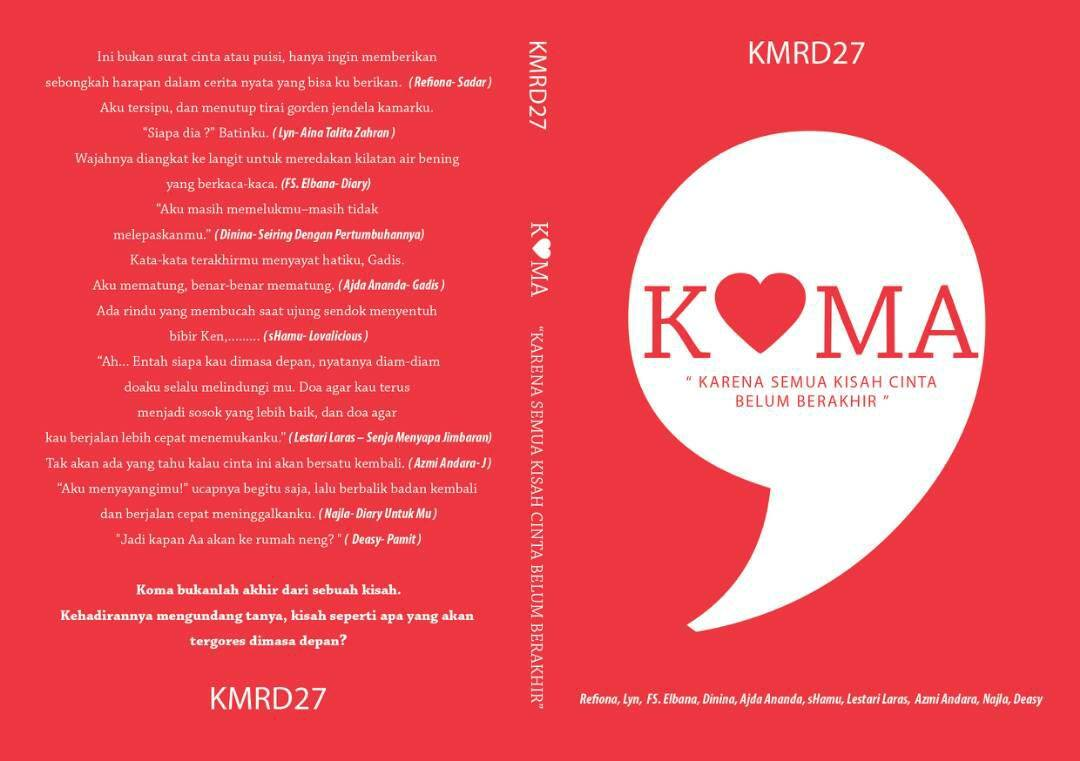 Ini bukan surat cinta atau puisi, hanya ingin memberikan
sebongkah harapan dalam cerita nyata yang bisa ku berikan. ( Refiona- Sadar )
Aku tersipu, dan menutup tirai gorden jendela kamarku.
"Siapa dia ?" Batinku. ( Lyn- Aina Talita Zahran )
Wajahnya diangkat ke langit untuk meredakan kilatan air bening
yang berkaca-kaca. (FS. Elbana- Diary)
"Aku masih memelukmu–masih tidak
melepaskanmu." ( Dinina- Seiring Dengan Pertumbuhannya)
Kata-kata terakhirmu menyayat hatiku, Gadis.
Aku mematung, benar-benar mematung. ( Ajda Ananda- Gadis )
Ada rindu yang membucah saat ujung sendok menyentuh
bibir Ken,......... ( sHamu- Lovalicious )
"Ah... Entah siapa kau dimasa depan, nyatanya diam-diam
doaku selalu melindungi mu. Doa agar kau terus
menjadi sosok yang lebih baik, dan doa agar
kau berjalan lebih cepat menemukanku." ( Lestari Laras – Senja Menyapa Jimbaran)
Tak akan ada yang tahu kalau cinta ini akan bersatu kembali. ( Azmi Andara- J )
"Aku menyayangimu!" ucapnya begitu saja, lalu berbalik badan kembali
dan berjalan cepat meninggalkanku. ( Najla- Diary Untuk Mu )
"Jadi kapan Aa akan ke rumah neng? " ( Deasy- Pamit )
Koma bukanlah akhir dari sebuah kisah.
Kehadirannya mengundang tanya, kisah seperti apa yang akan
tergores dimasa depan?
KMRD27
KMRD27
K♥MA
"KARENA SEMUA KISAH CINTA BELUM BERAKHIR"
KMRD27
K♥MA
" KARENA SEMUA KISAH CINTA
BELUM BERAKHIR "
Refiona, Lyn, FS. Elbana, Dinina, Ajda Ananda, sHamu, Lestari Laras, Azmi Andara, Najla, Deasy